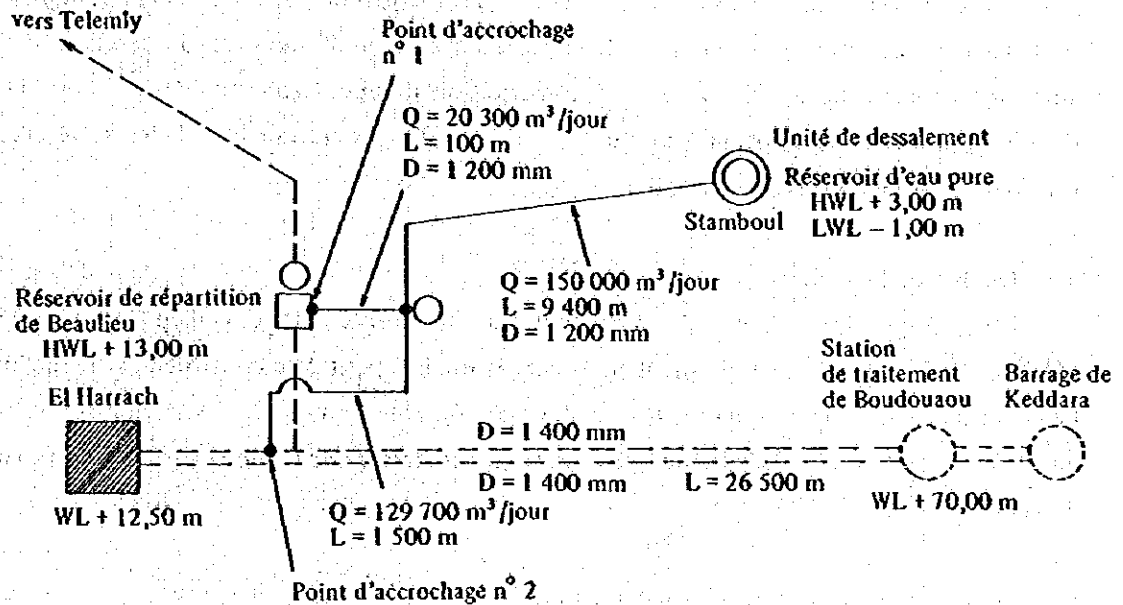 vers Telemly
Point d'accrochage
n° 1
Q = 20 300 m³/jour
L = 100 m
D = 1 200 mm
Unité de dessalement
Réservoir d'eau pure
HWL + 3,00 m
LWL – 1,00 m
Stamboul
Q = 150 000 m³/jour
L = 9 400 m
D = 1 200 mm
Réservoir de répartition
de Beaulieu
HWL + 13,00 m
El Harrach
WL + 12,50 m
Station
de traitement
de Boudouaou
Barrage de
Keddara
D = 1 400 mm
D = 1 400 mm
L = 26 500 m
WL + 70,00 m
Q = 129 700 m³/jour
L = 1 500 m
Point d'accrochage n° 2